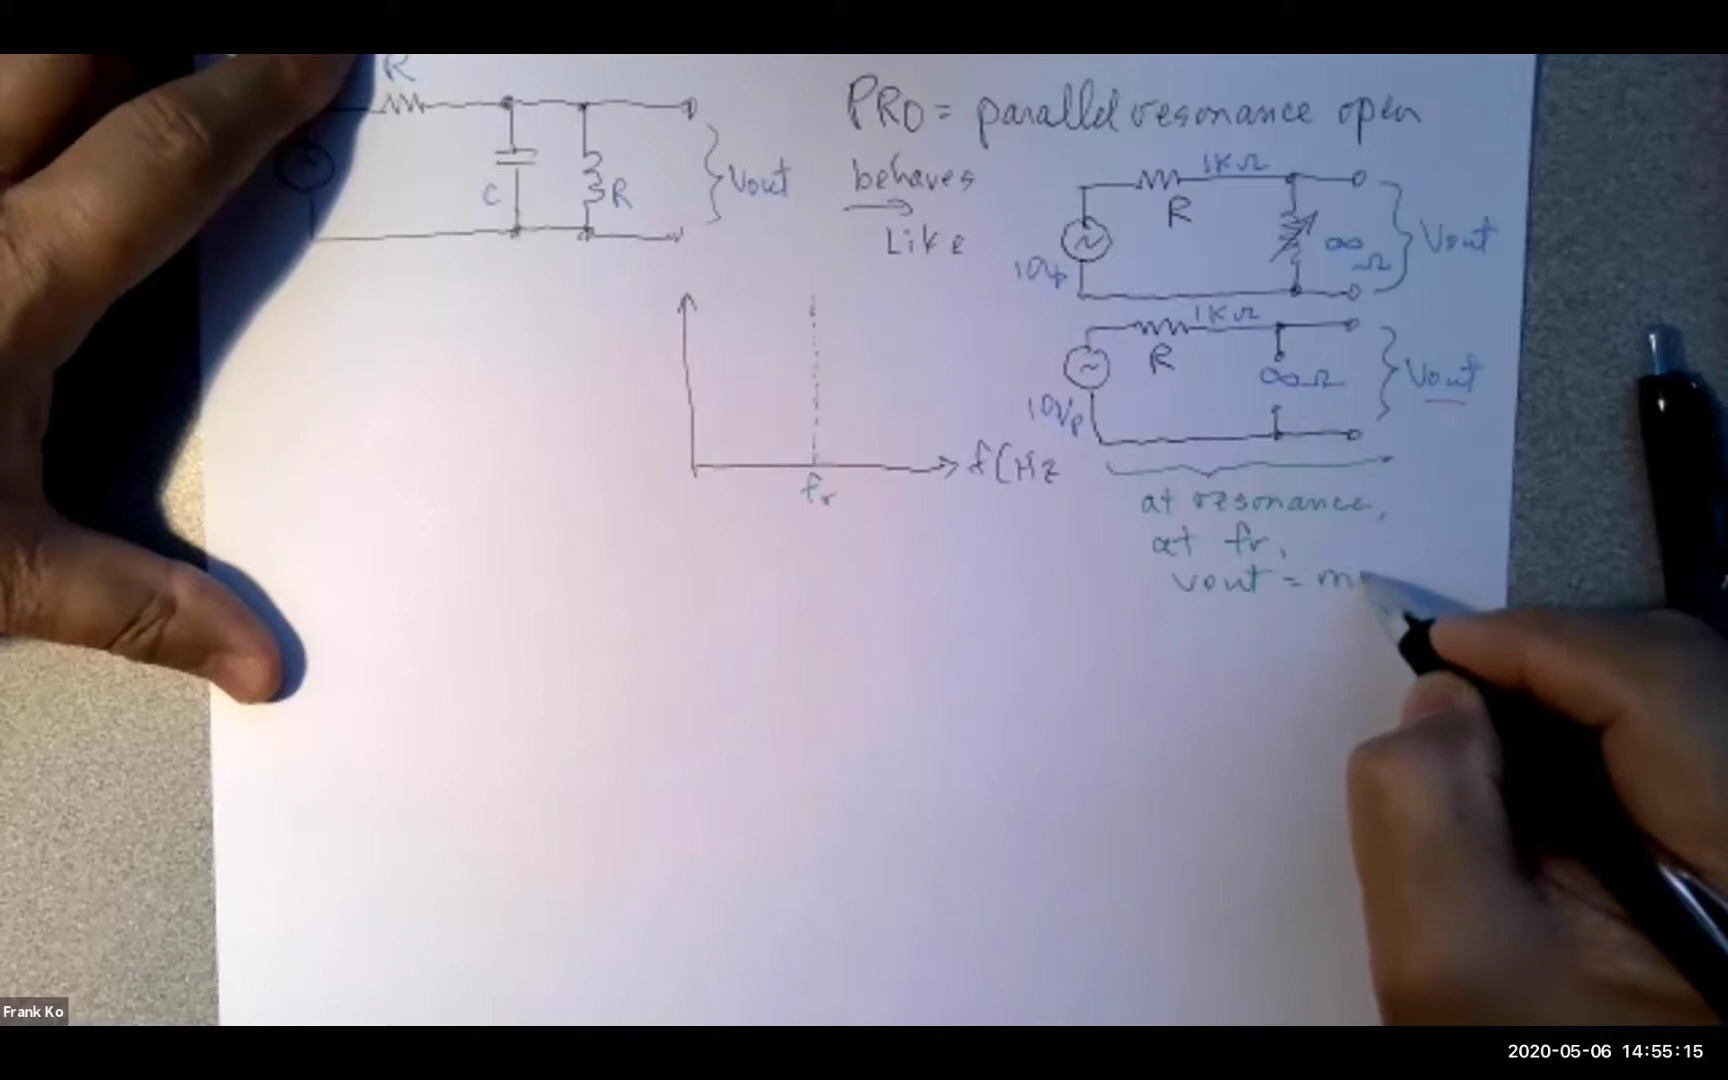 R
C
R
Vout
PRO = parallel resonance open
behaves
Like
1KΩ
R
10Vp
∞
Ω
Vout
1KΩ
R
10Vp
∞Ω
Vout
f(Hz
fr
at resonance,
at fr,
Vout = m
Frank Ko
2020-05-06 14:55:15